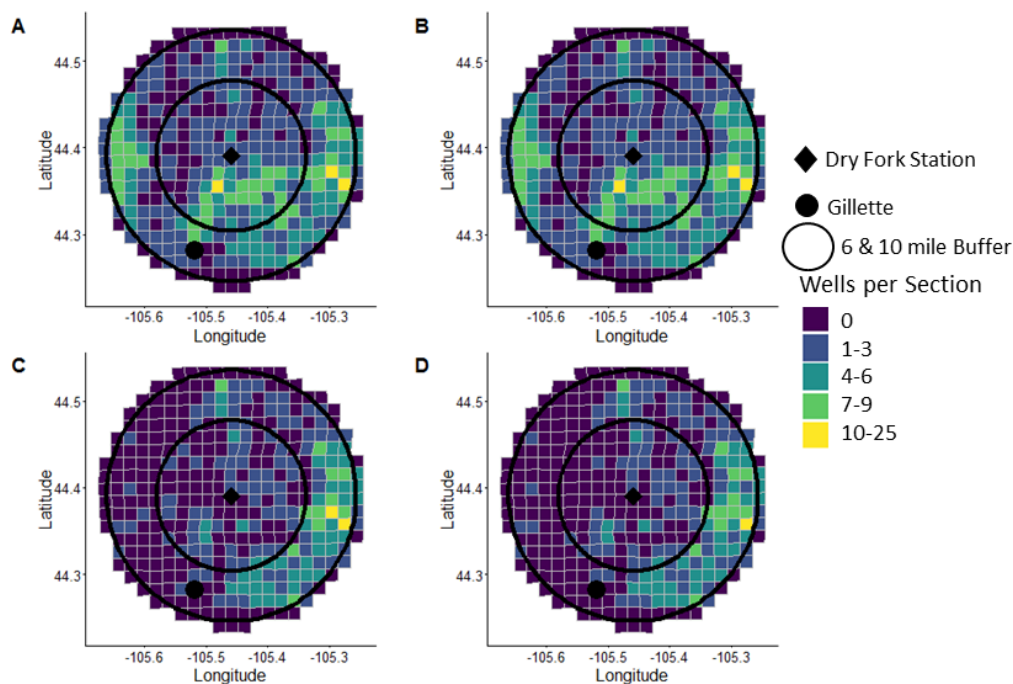 A
B
44.5
44.4
44.3
Latitude
-105.6
-105.5
-105.4
-105.3
Longitude
44.5
44.4
44.3
Latitude
-105.6
-105.5
-105.4
-105.3
Longitude
C
D
44.5
44.4
44.3
Latitude
-105.6
-105.5
-105.4
-105.3
Longitude
44.5
44.4
44.3
Latitude
-105.6
-105.5
-105.4
-105.3
Longitude
Dry Fork Station
Gillette
6 & 10 mile Buffer
Wells per Section
0
1-3
4-6
7-9
10-25